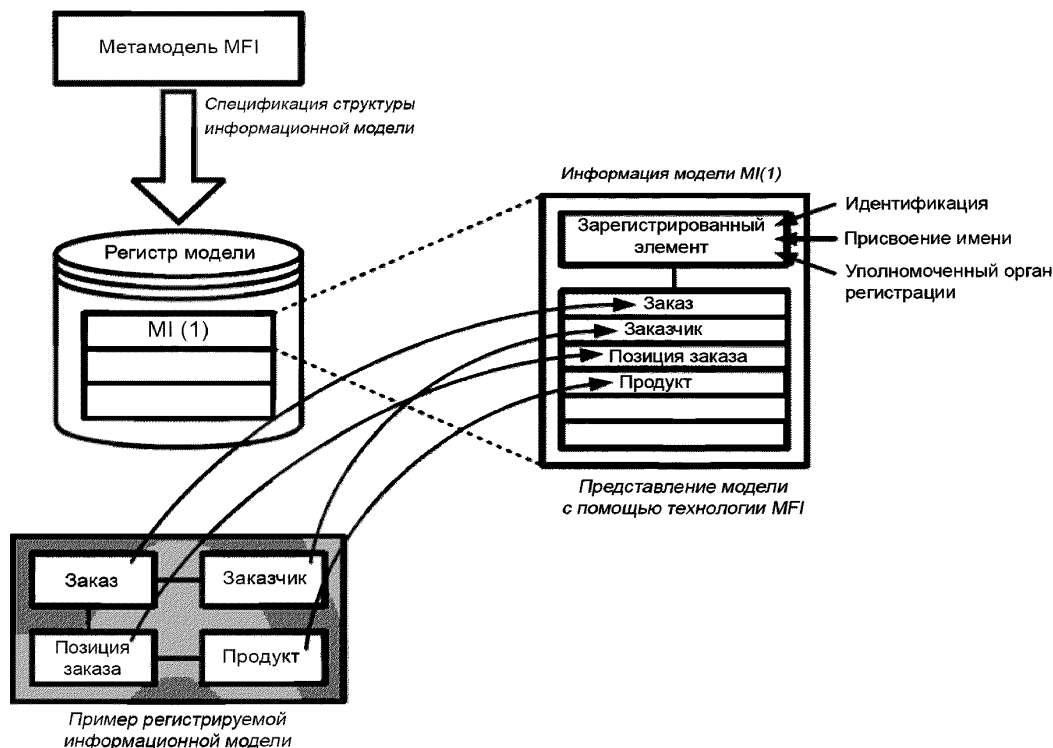 Метамодель MFI
Спецификация структуры
информационной модели
Регистр модели
MI (1)
Информация модели MI(1)
Зарегистрированный
элемент
Идентификация
Присвоение имени
Уполномоченный орган
регистрации
Заказ
Заказчик
Позиция заказа
Продукт
Представление модели
с помощью технологии MFI
Заказ
Заказчик
Позиция
заказа
Продукт
Пример регистрируемой
информационной модели